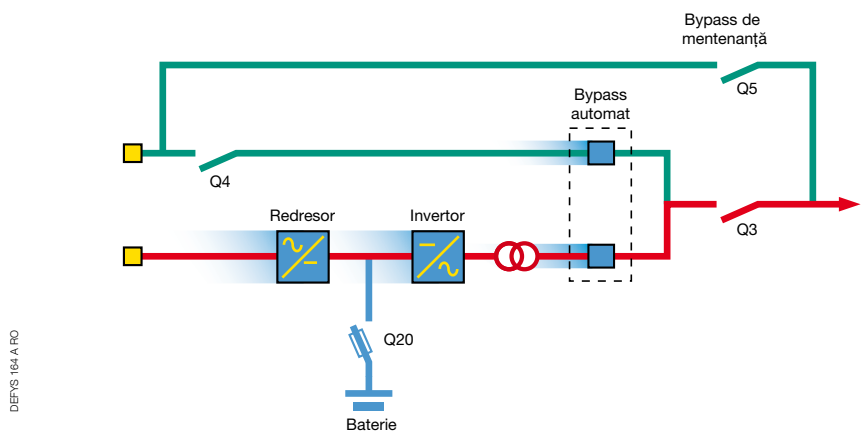 Bypass de
mentenanță
Q5
Bypass
automat
Q4
Q3
Redresor
Invertor
Q20
Baterie
DEFYS 164 A RO